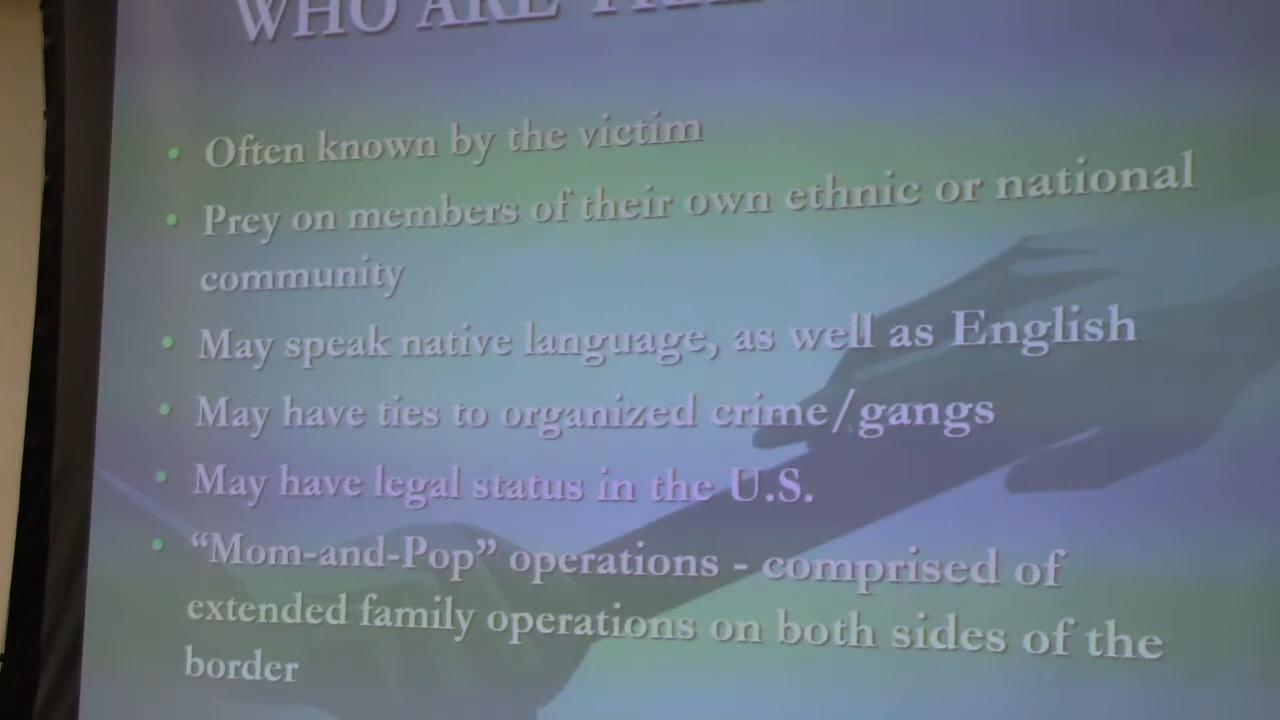 WHO ARE
• Often known by the victim
• Prey on members of their own ethnic or national
community
• May speak native language, as well as English
• May have ties to organized crime/gangs
• May have legal status in the U.S.
• “Mom-and-Pop” operations - comprised of
extended family operations on both sides of the
border